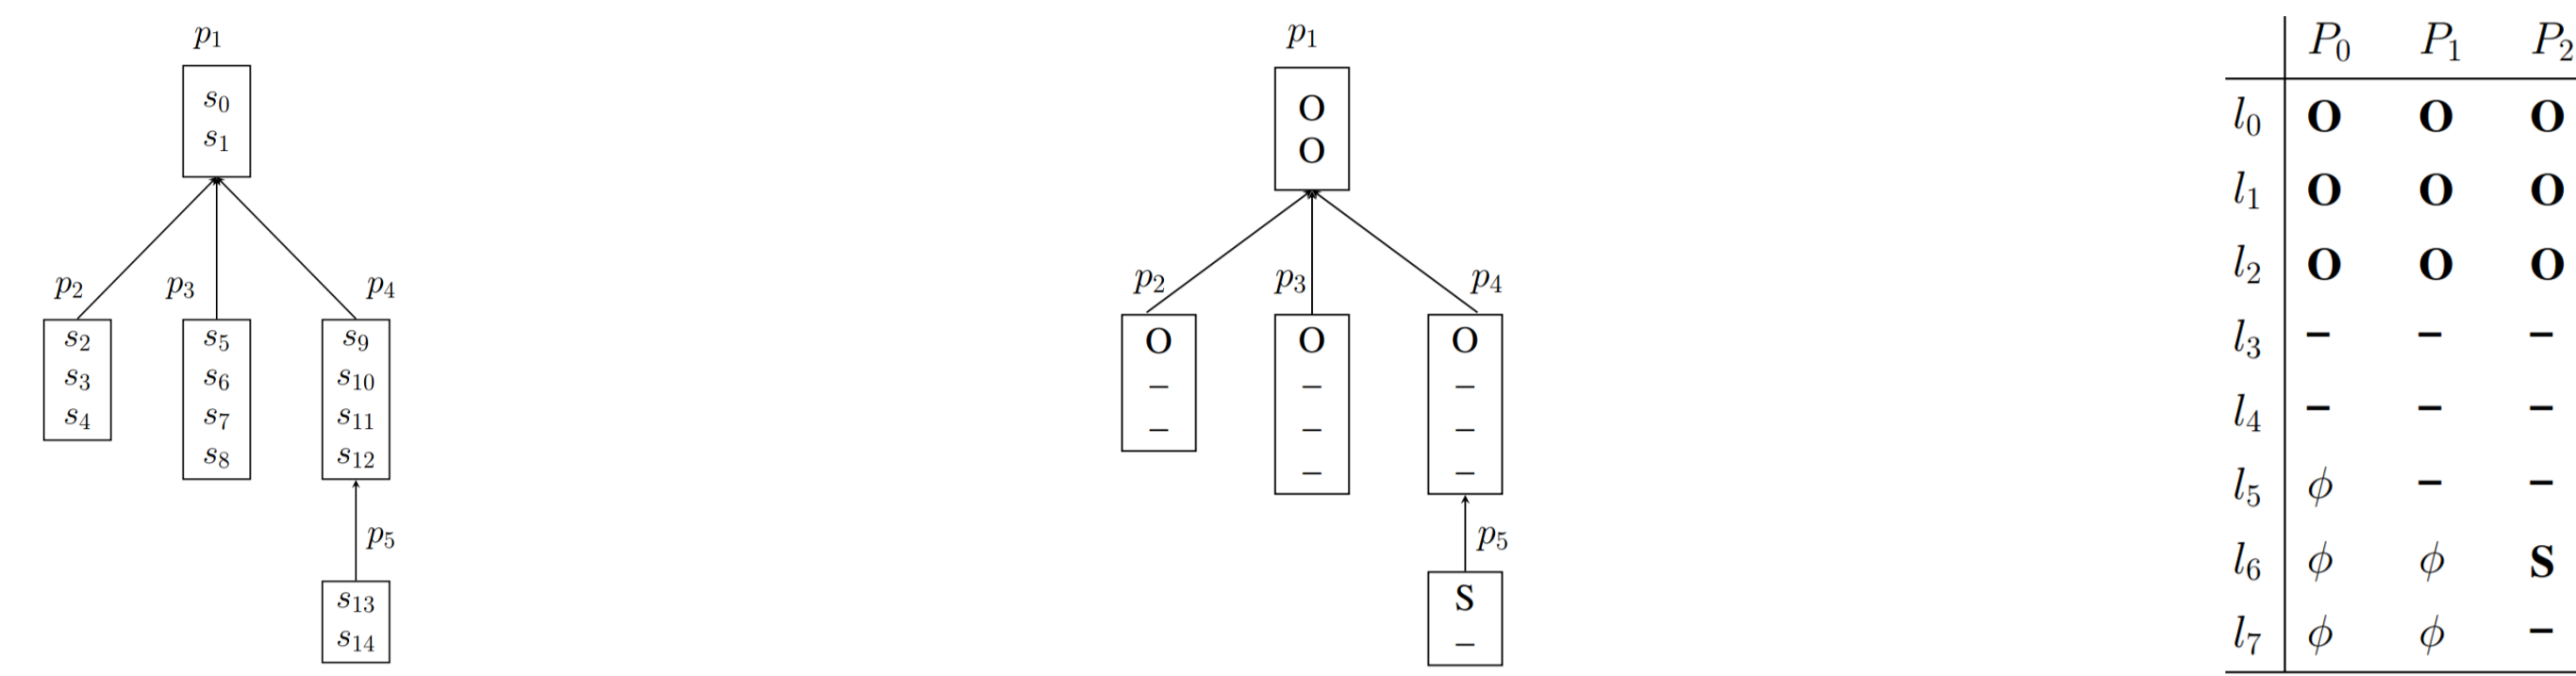 p₁
s₀
s₁
p₂ p₃ p₄
s₂ s₅ s₉
s₃ s₆ s₁₀
s₄ s₇ s₁₁
s₈ s₁₂
p₅
s₁₃
s₁₄
p₁
O
O
p₂ p₃ p₄
O O O
– – –
– – –
– –
p₅
S
–
P₀ P₁ P₂
l₀ O O O
l₁ O O O
l₂ O O O
l₃ – – –
l₄ – – –
l₅ ϕ – –
l₆ ϕ ϕ S
l₇ ϕ ϕ –